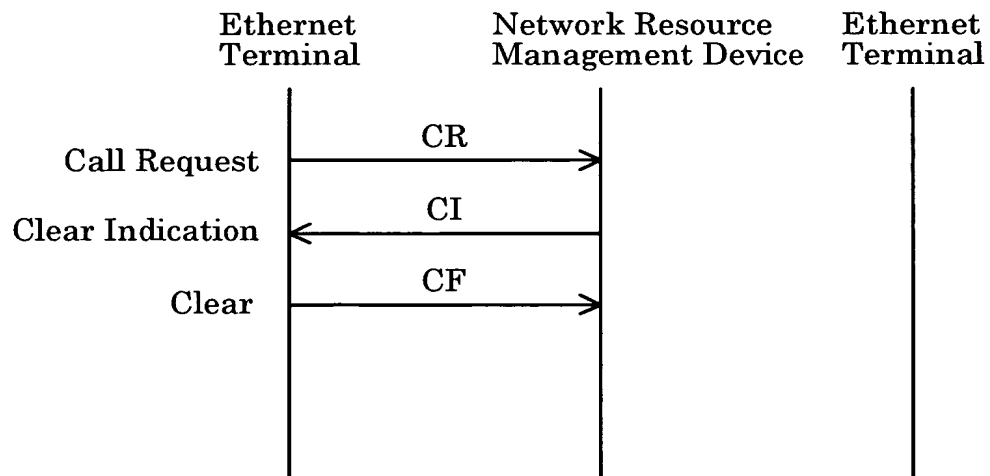 Ethernet
Terminal
Network Resource
Management Device
Ethernet
Terminal
Call Request
CR
Clear Indication
CI
Clear
CF